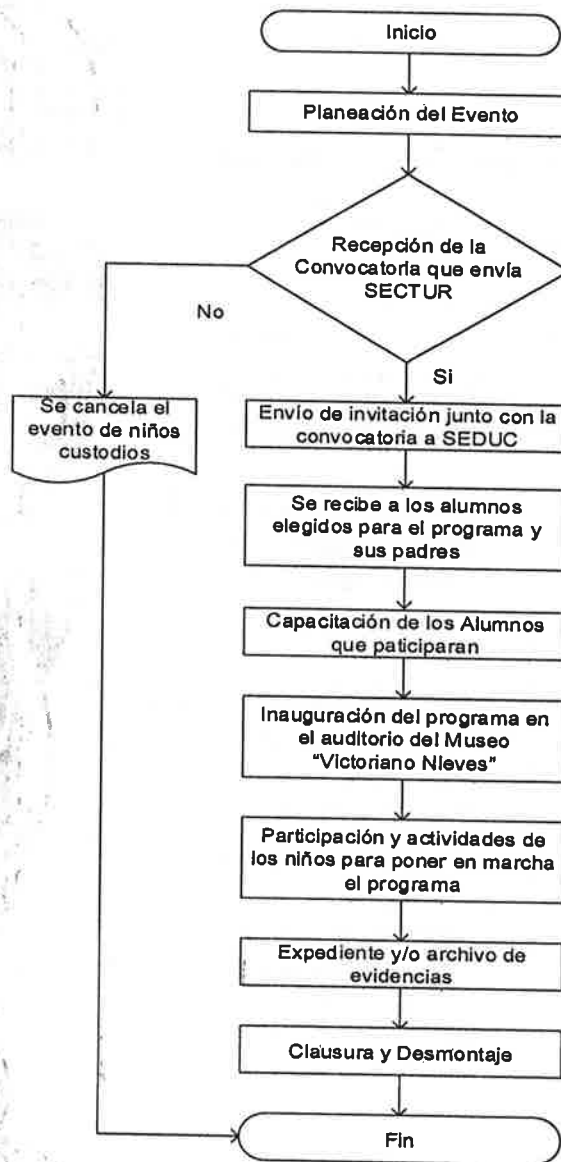 Inicio
Planeación del Evento
Recepción de la
Convocatoria que envía
SECTUR
No
Si
Se cancela el
evento de niños
custodios
Envío de invitación junto con la
convocatoria a SEDUC
Se recibe a los alumnos
elegidos para el programa y
sus padres
Capacitación de los Alumnos
que paticiparan
Inauguración del programa en
el auditorio del Museo
"Victoriano Nieves"
Participación y actividades de
los niños para poner en marcha
el programa
Expediente y/o archivo de
evidencias
Clausura y Desmontaje
Fin